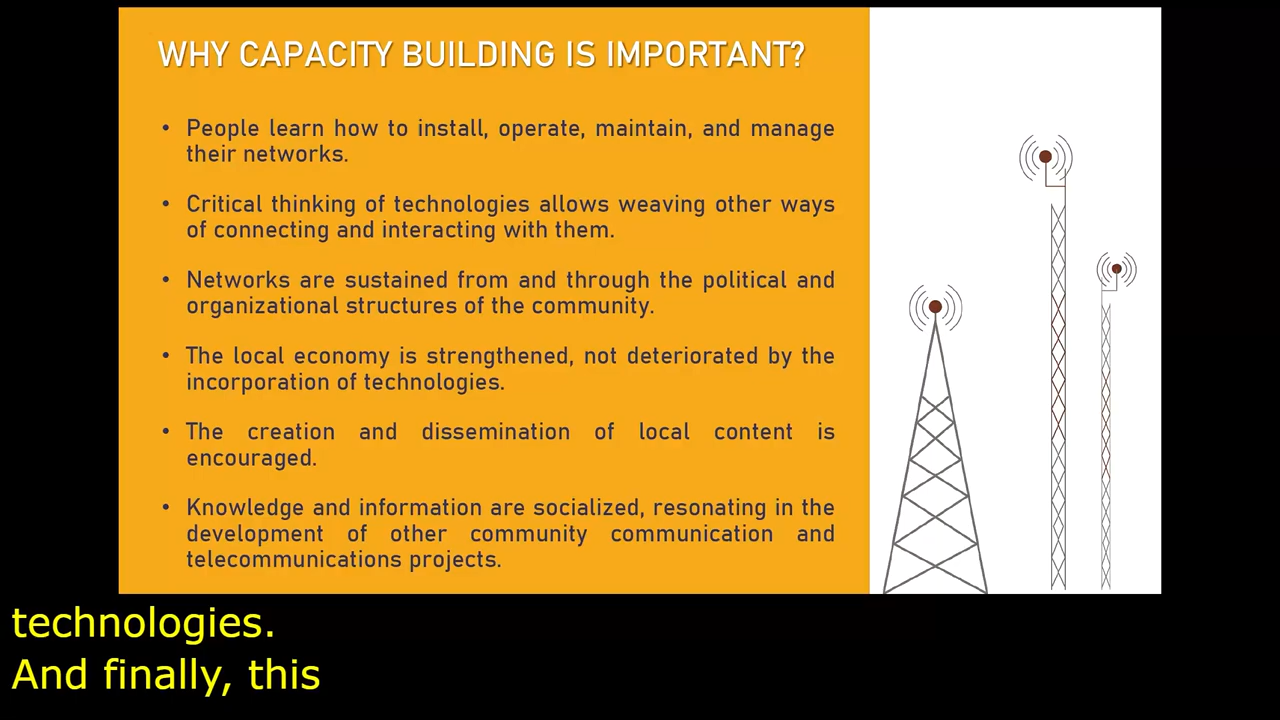 WHY CAPACITY BUILDING IS IMPORTANT?
• People learn how to install, operate, maintain, and manage
their networks.
• Critical thinking of technologies allows weaving other ways
of connecting and interacting with them.
• Networks are sustained from and through the political and
organizational structures of the community.
• The local economy is strengthened, not deteriorated by the
incorporation of technologies.
• The creation and dissemination of local content is
encouraged.
• Knowledge and information are socialized, resonating in the
development of other community communication and
telecommunications projects.
technologies.
And finally, this